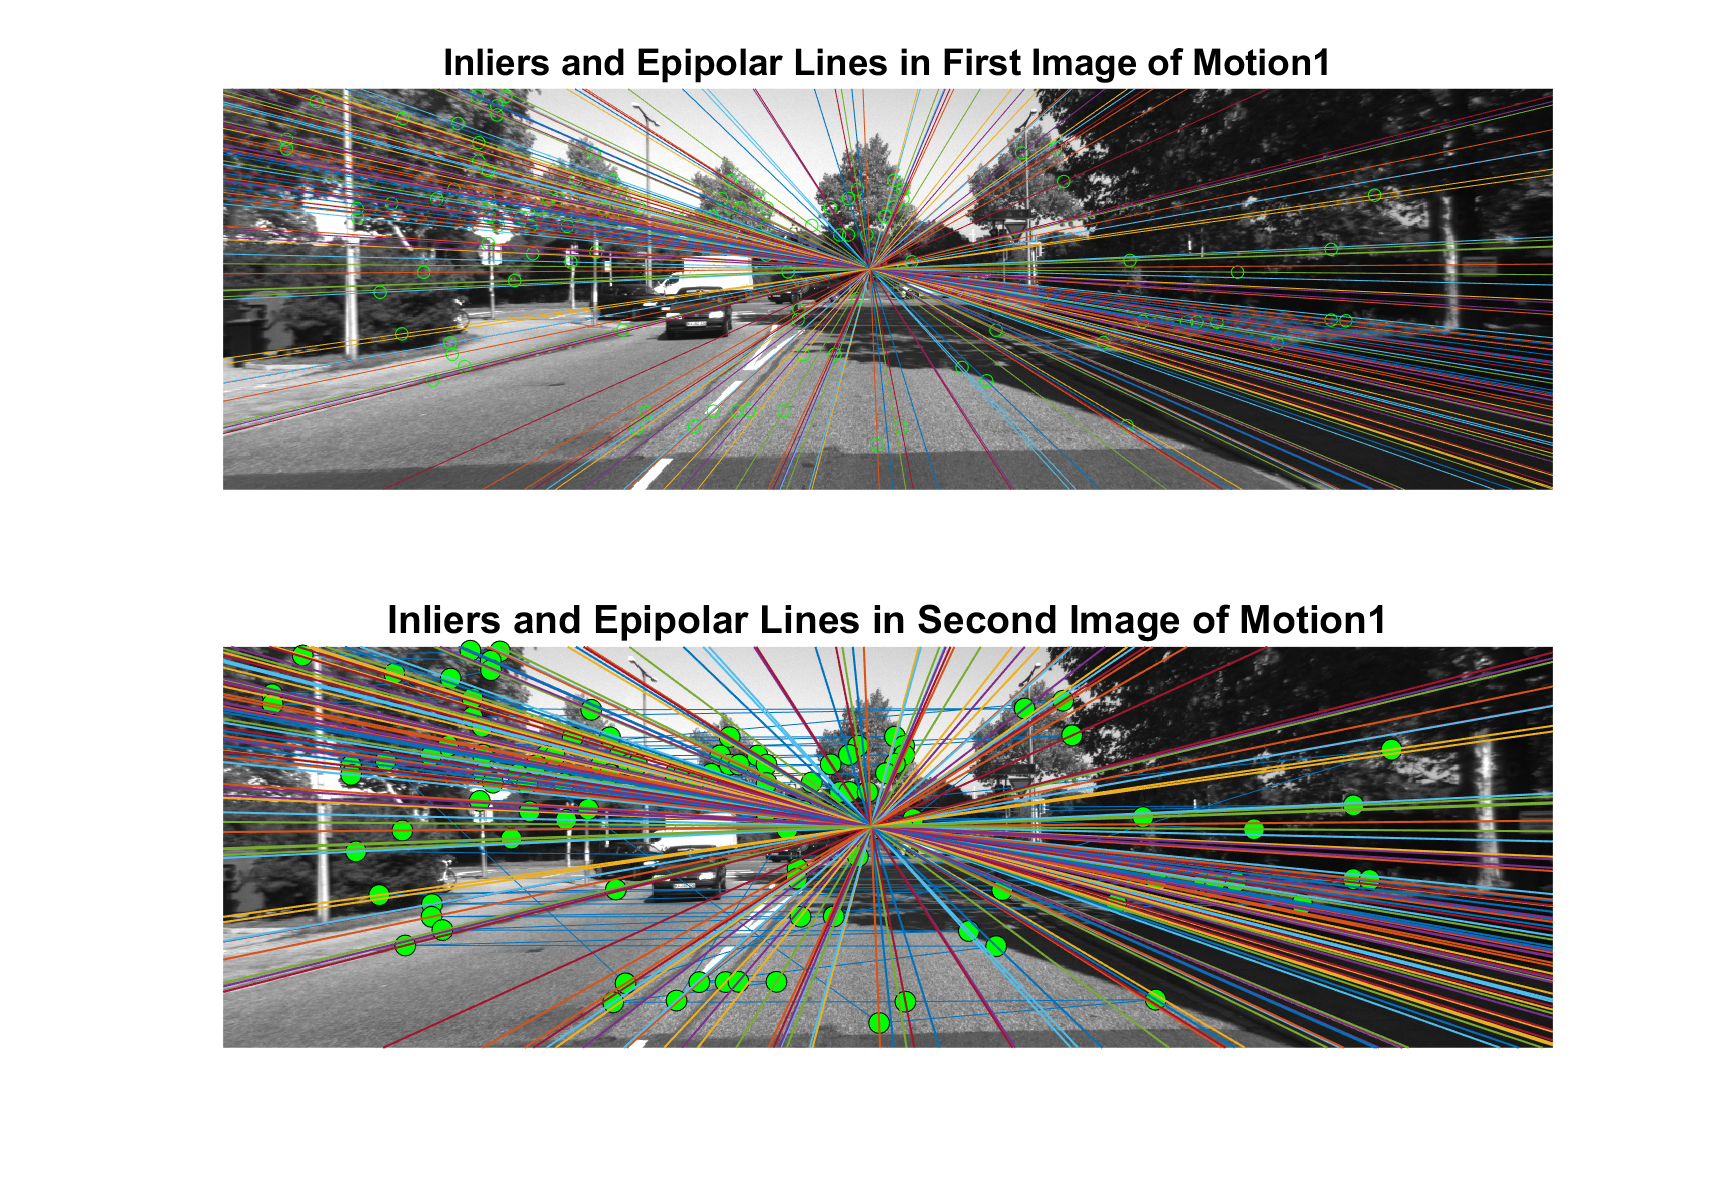 Inliers and Epipolar Lines in First Image of Motion1
Inliers and Epipolar Lines in Second Image of Motion1